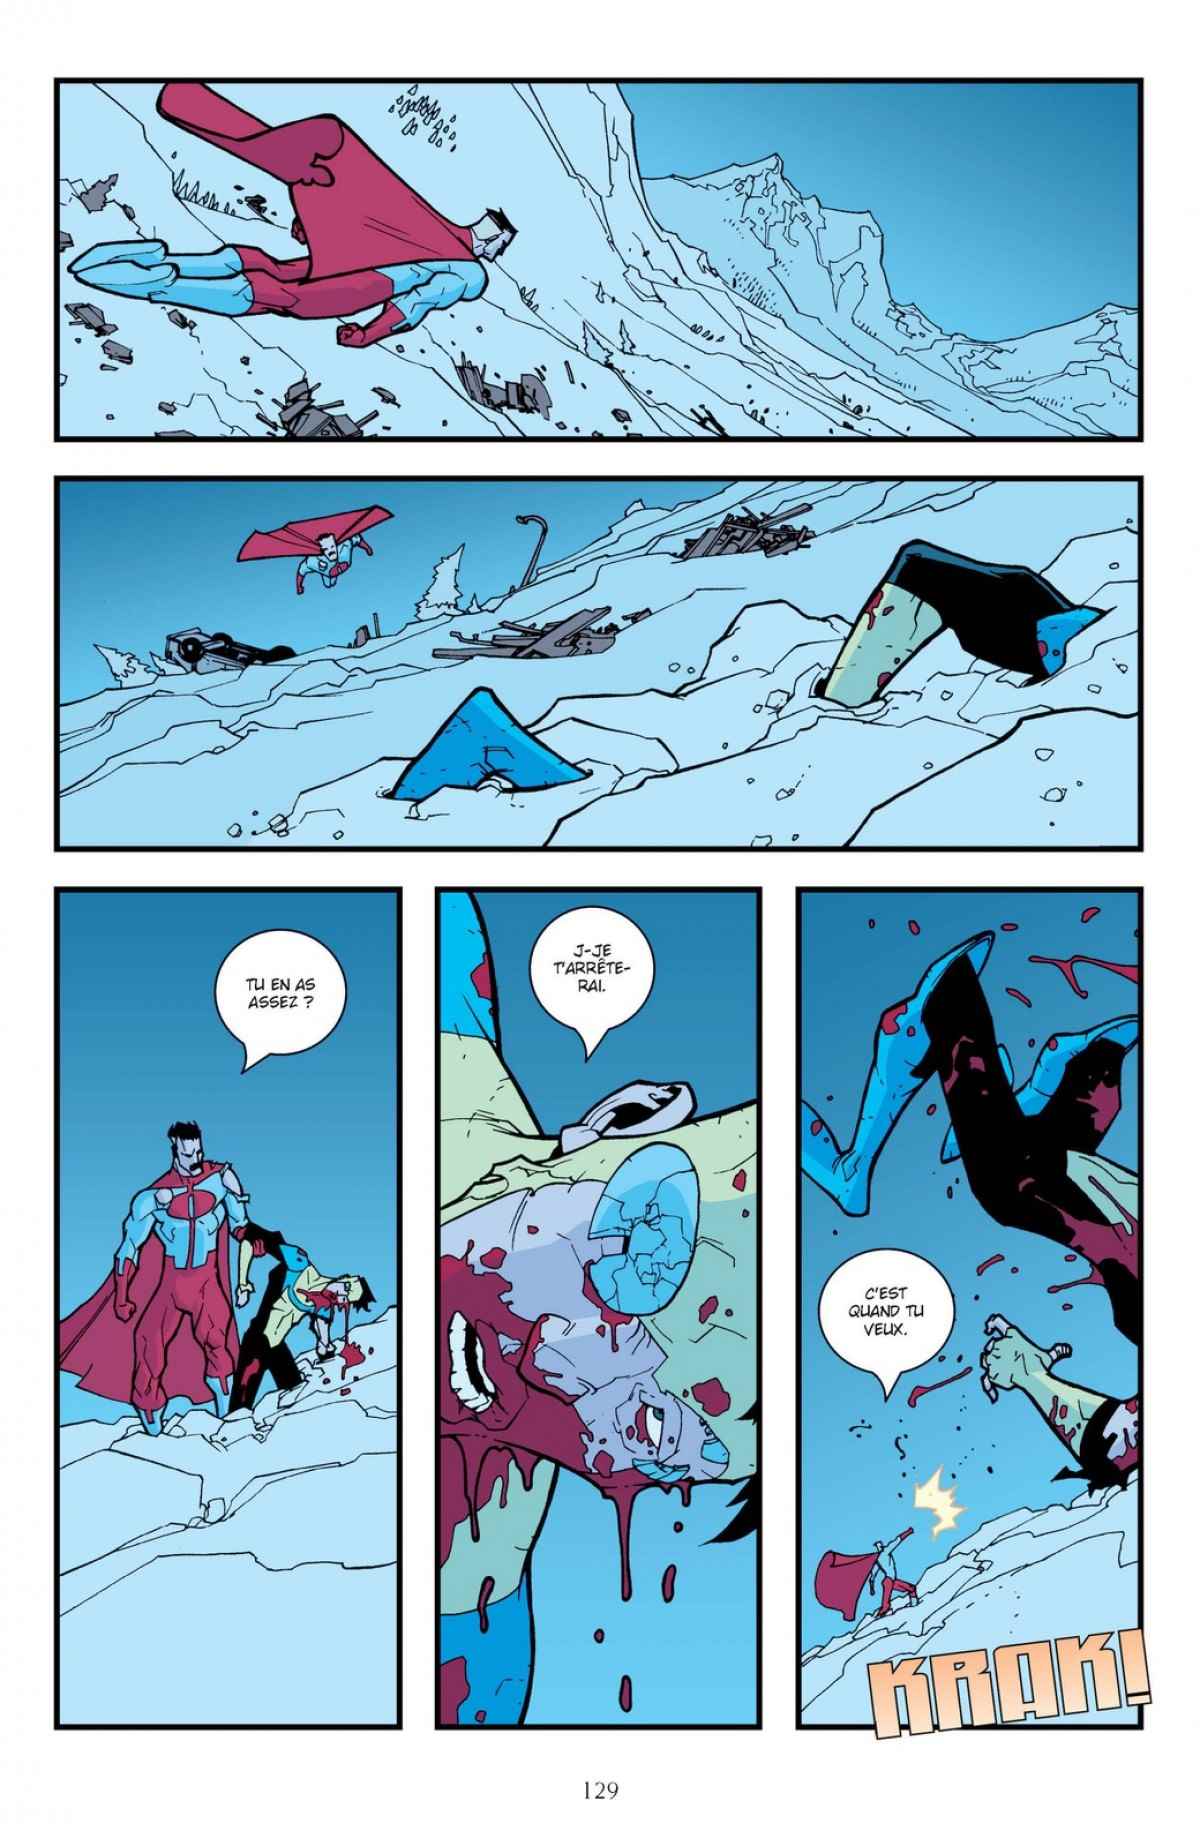 TU EN AS
ASSEZ ?
J-JE
T'ARRÊTE-
RAI.
C'EST
QUAND TU
VEUX.
KRAK!
129